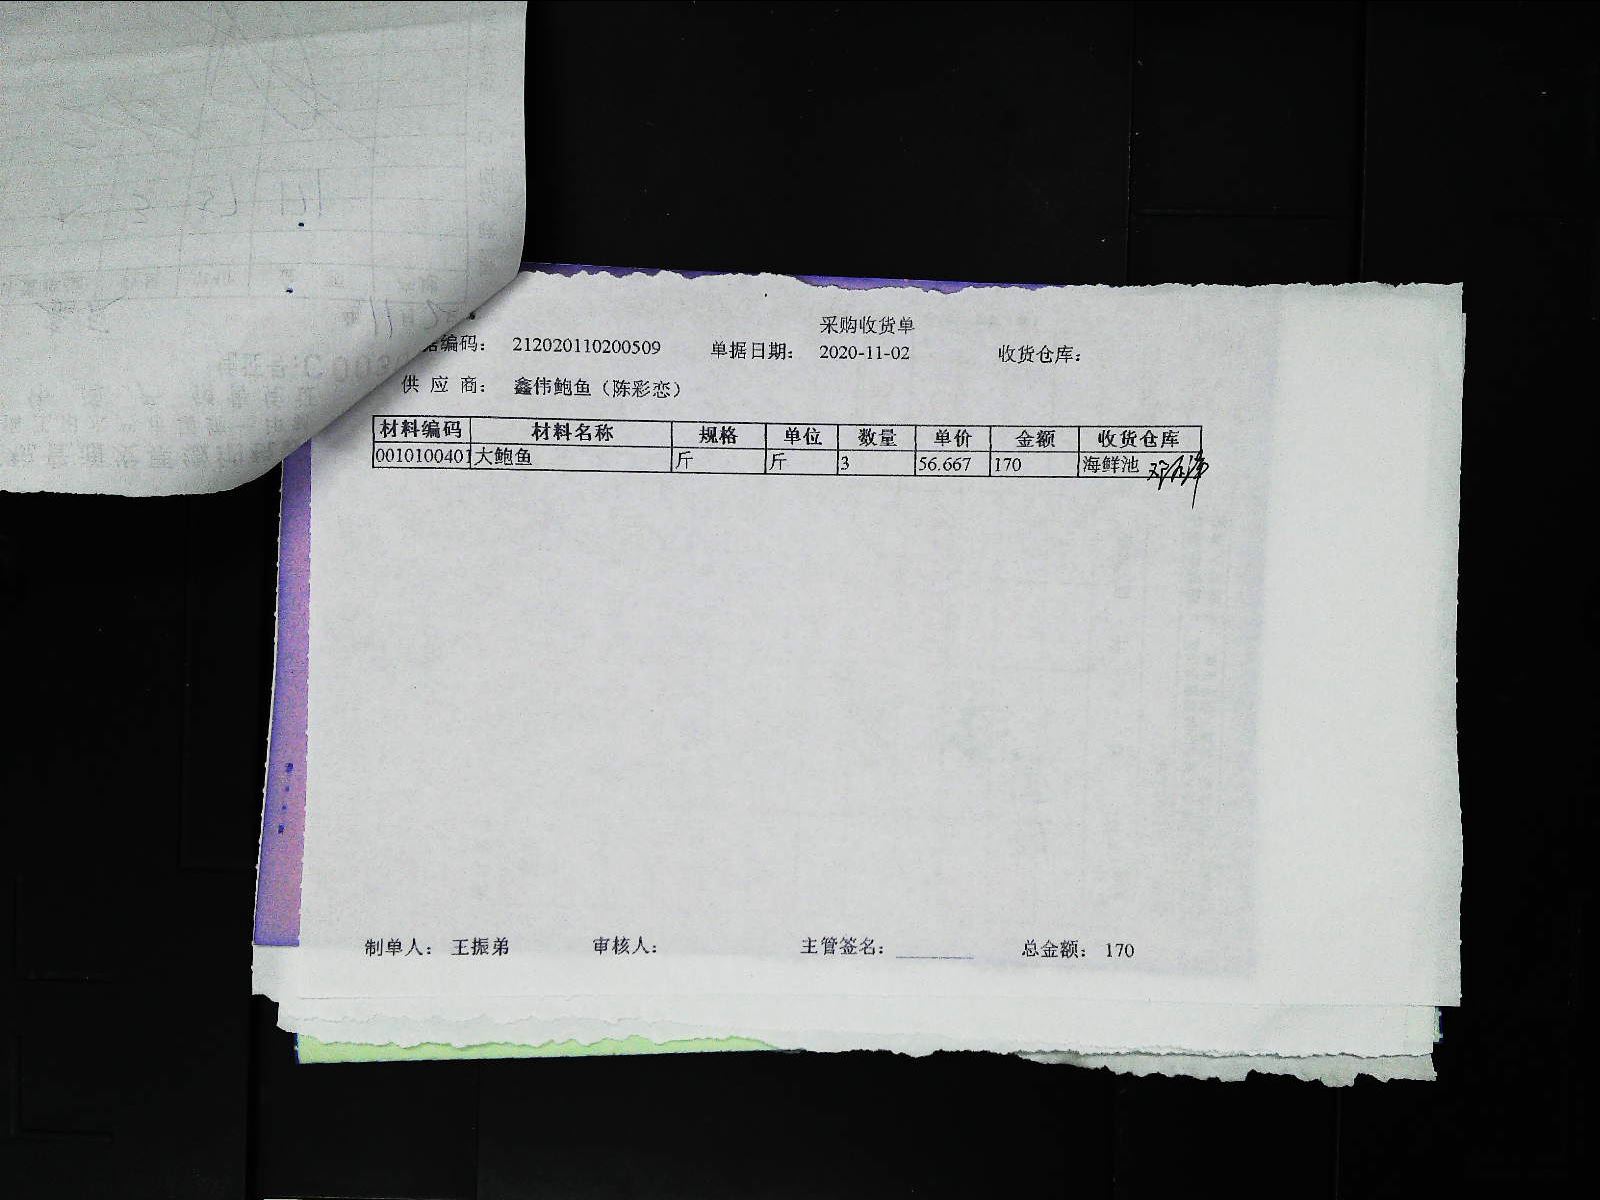 采购收货单
据编码： 212020110200509 单据日期： 2020-11-02 收货仓库：
供 应 商： 鑫伟鲍鱼（陈彩恋）
材料编码 材料名称 规格 单位 数量 单价 金额 收货仓库
0010100401 大鲍鱼 斤 斤 3 56.667 170 海鲜池
制单人： 王振弟 审核人： 主管签名： 总金额： 170